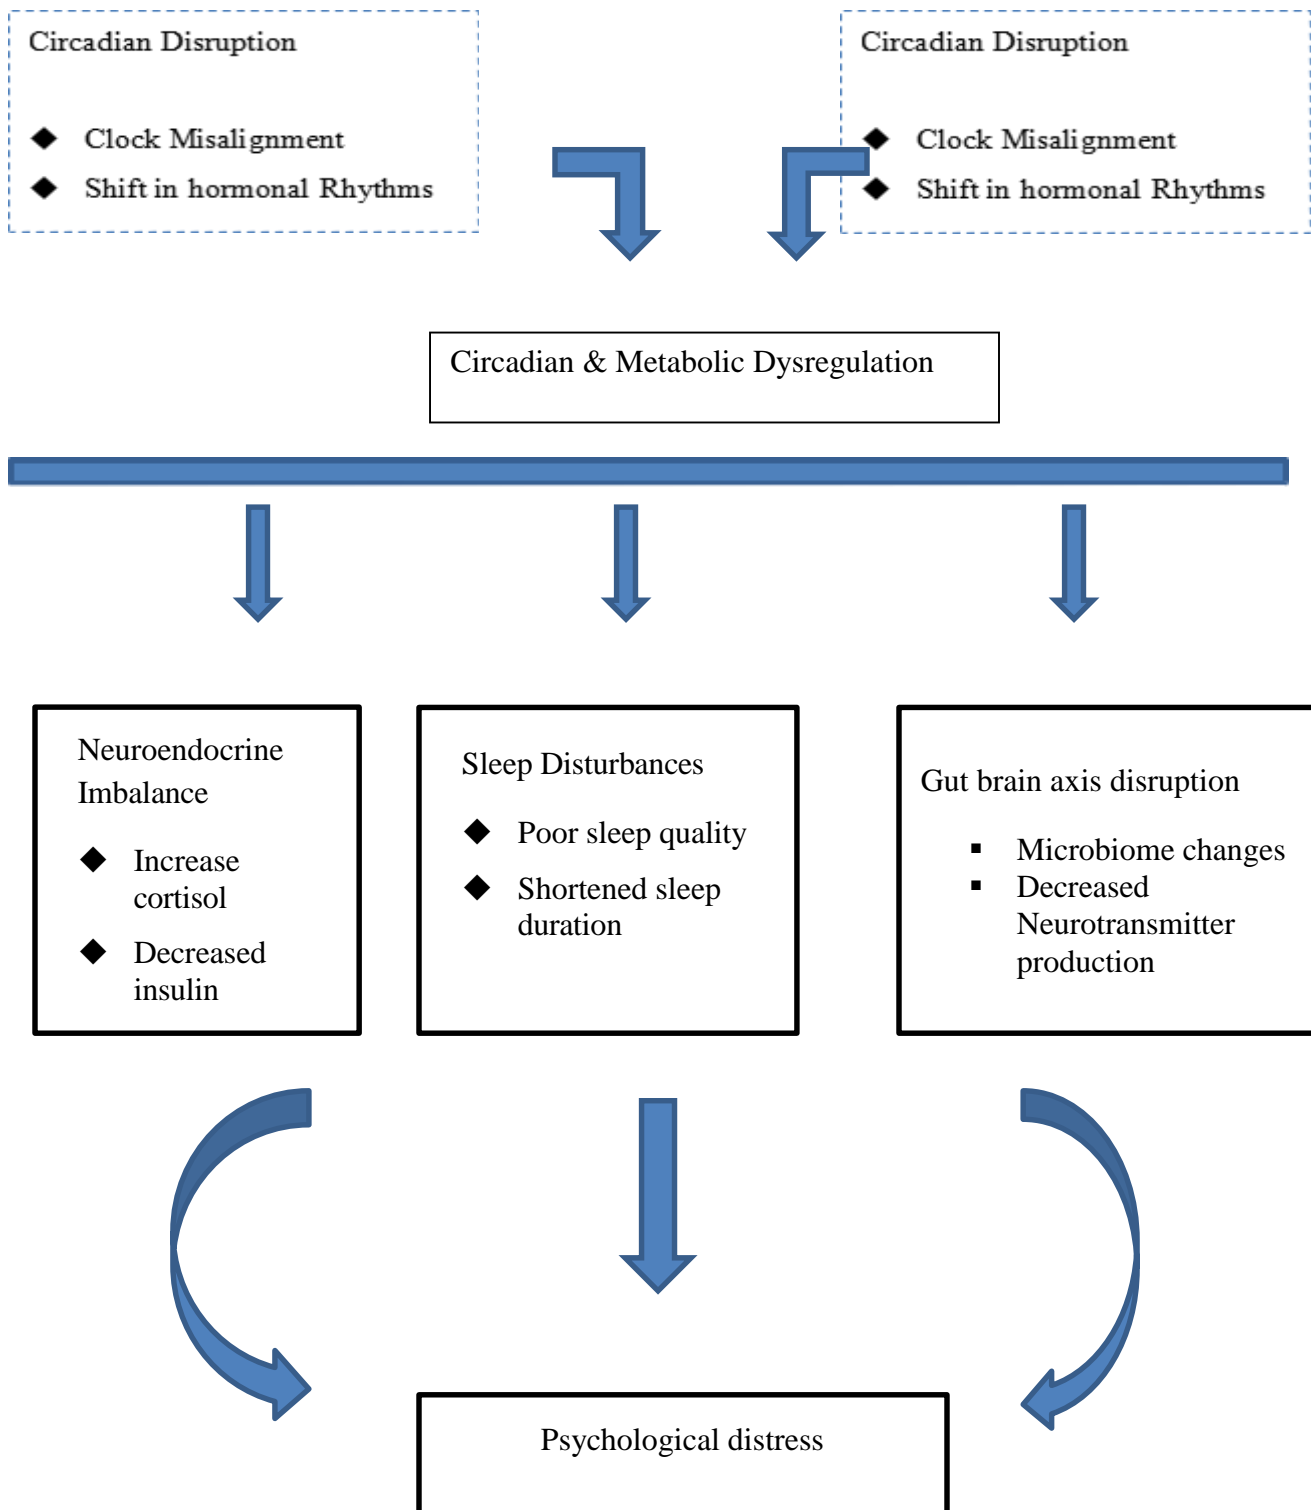 Circadian Disruption
◆ Clock Misalignment
◆ Shift in hormonal Rhythms
Circadian Disruption
◆ Clock Misalignment
◆ Shift in hormonal Rhythms
Circadian & Metabolic Dysregulation
Neuroendocrine
Imbalance
◆ Increase
cortisol
◆ Decreased
insulin
Sleep Disturbances
◆ Poor sleep quality
◆ Shortened sleep
duration
Gut brain axis disruption
▪ Microbiome changes
▪ Decreased
Neurotransmitter
production
Psychological distress